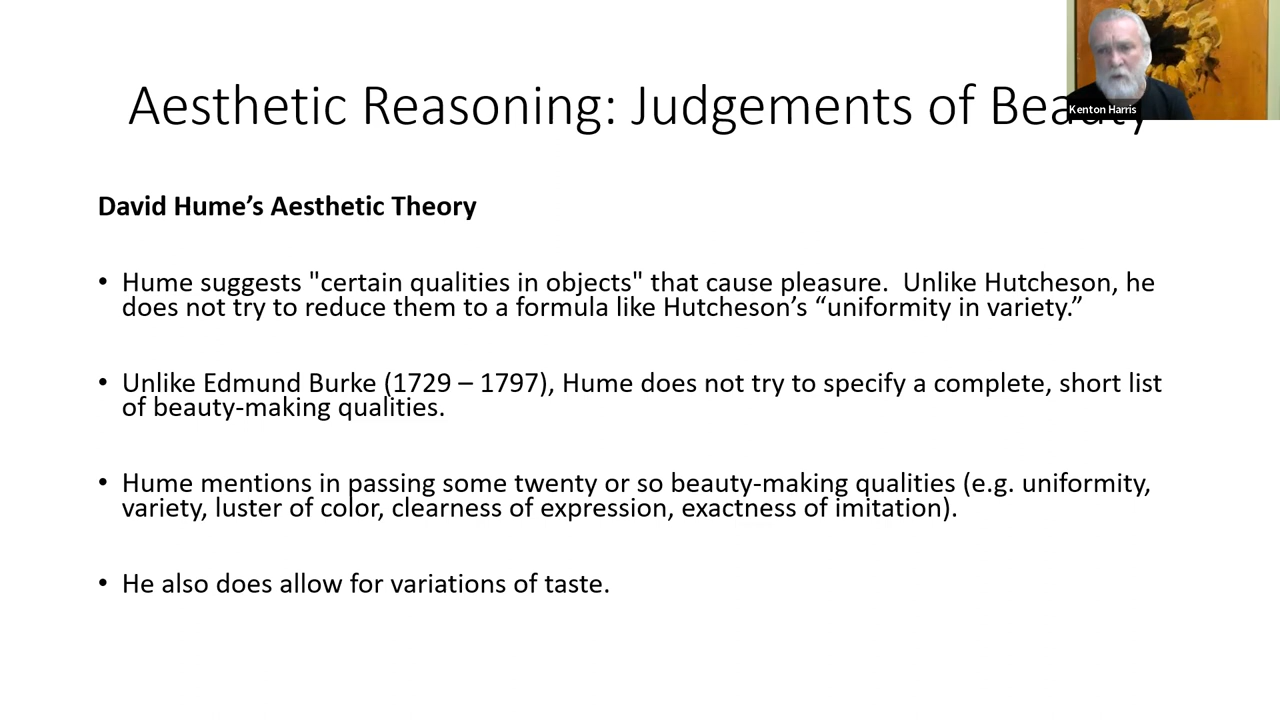 Aesthetic Reasoning: Judgements of Beauty
Kenton Harris
David Hume’s Aesthetic Theory
• Hume suggests "certain qualities in objects" that cause pleasure.  Unlike Hutcheson, he
does not try to reduce them to a formula like Hutcheson’s “uniformity in variety.”
• Unlike Edmund Burke (1729 – 1797), Hume does not try to specify a complete, short list
of beauty-making qualities.
• Hume mentions in passing some twenty or so beauty-making qualities (e.g. uniformity,
variety, luster of color, clearness of expression, exactness of imitation).
• He also does allow for variations of taste.